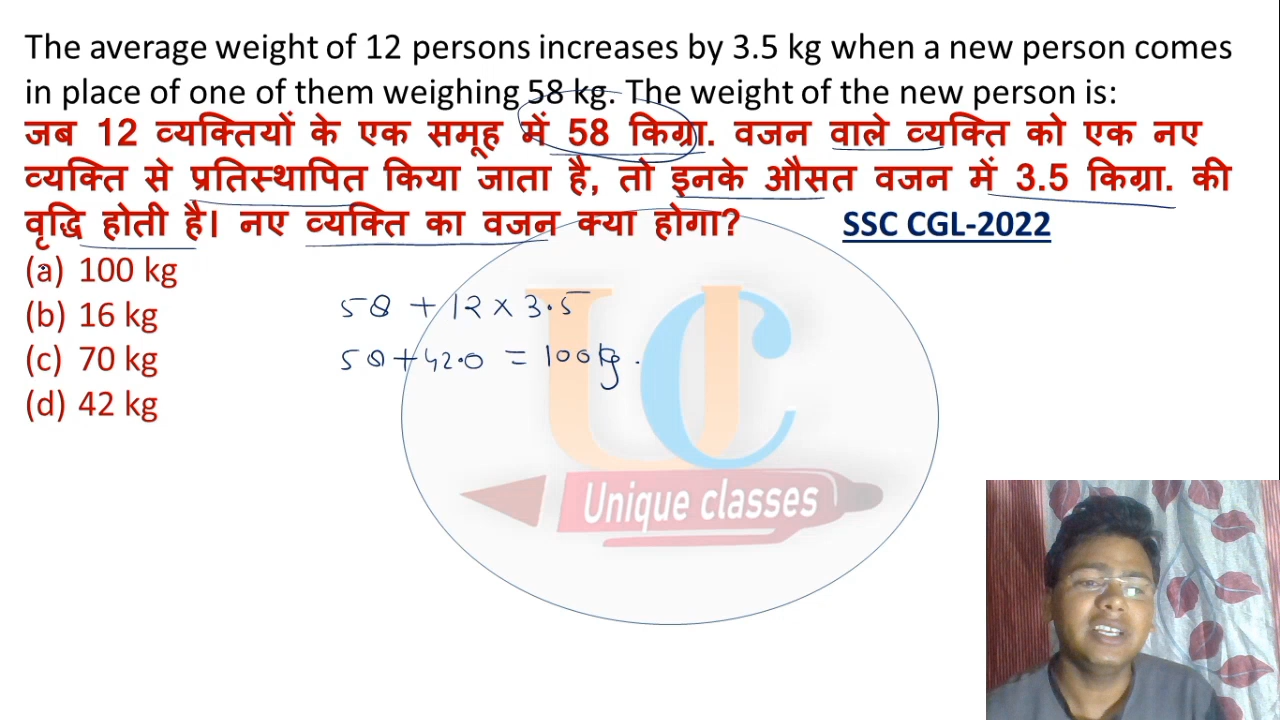 The average weight of 12 persons increases by 3.5 kg when a new person comes
in place of one of them weighing 58 kg. The weight of the new person is:
जब 12 व्यक्तियों के एक समूह में 58 किग्रा. वजन वाले व्यक्ति को एक नए
व्यक्ति से प्रतिस्थापित किया जाता है, तो इनके औसत वजन में 3.5 किग्रा. की
वृद्धि होती है। नए व्यक्ति का वजन क्या होगा? SSC CGL-2022
(a) 100 kg
(b) 16 kg
(c) 70 kg
(d) 42 kg
58 + 12 × 3.5
58 + 42.0 = 100 kg.
UC
Unique classes